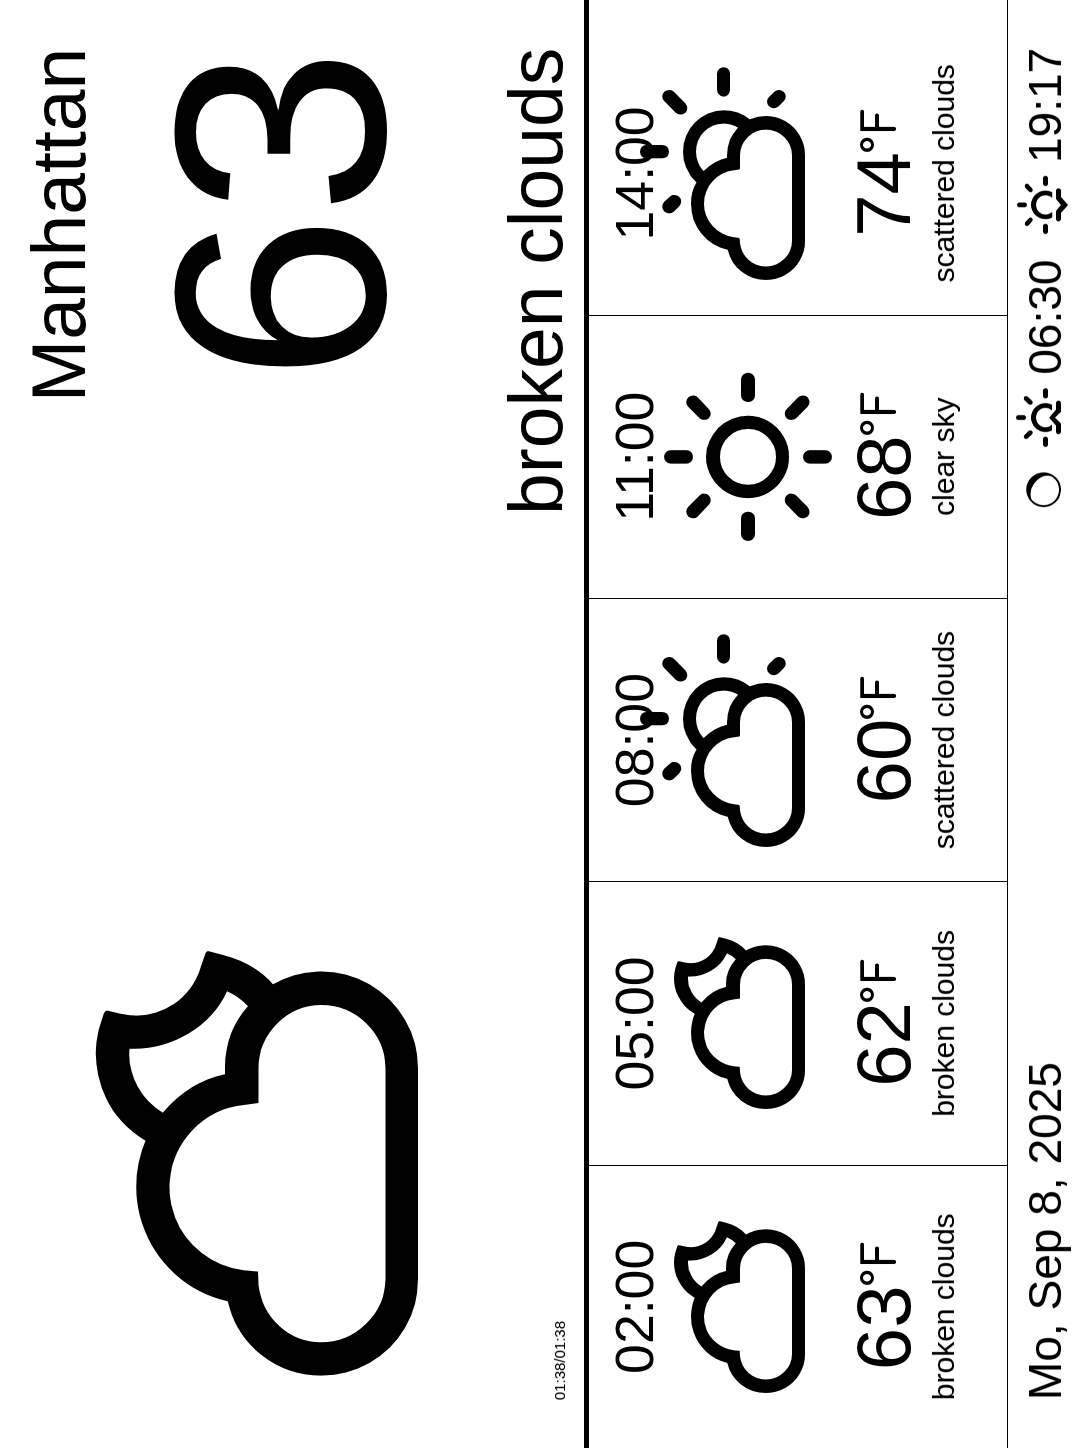 Manhattan
63
broken clouds
01:38/01:38
02:00
63°F
broken clouds
05:00
62°F
broken clouds
08:00
60°F
scattered clouds
11:00
68°F
clear sky
14:00
74°F
scattered clouds
Mo, Sep 8, 2025
06:30 19:17